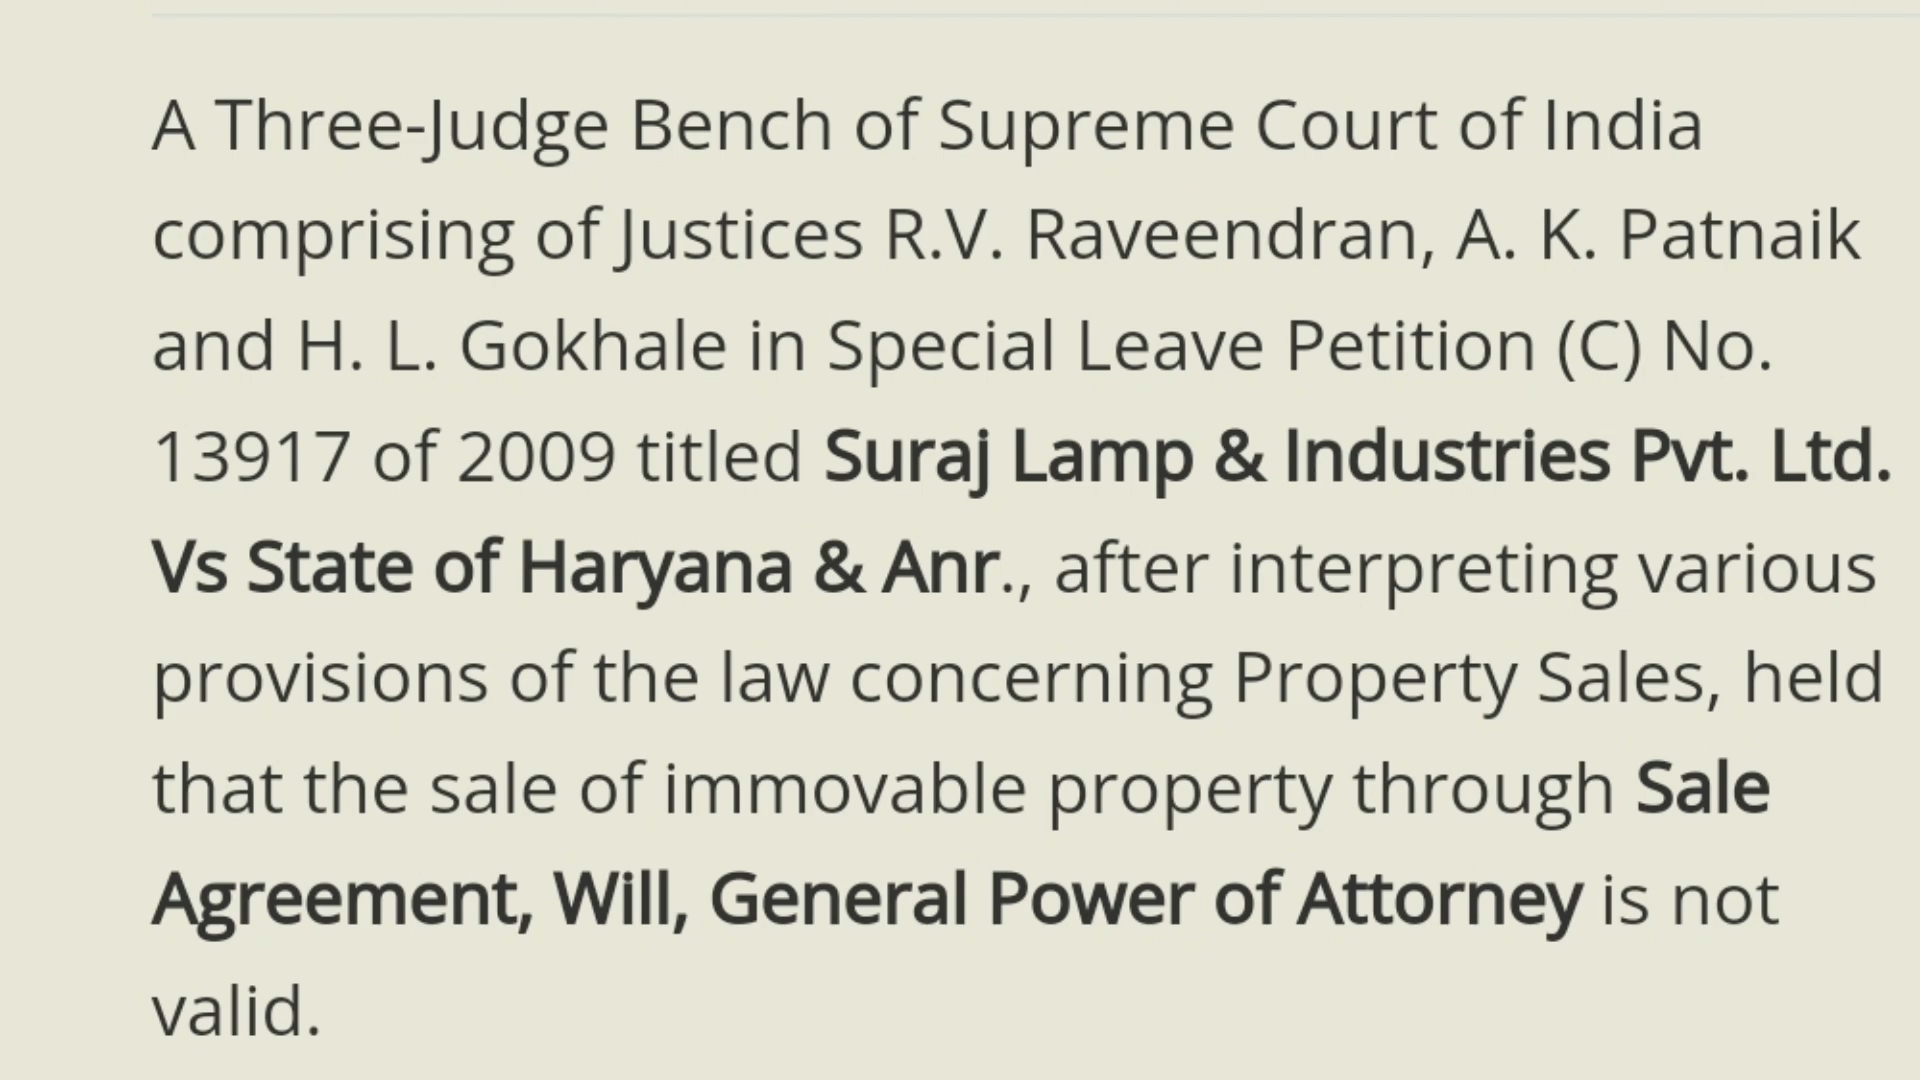 A Three-Judge Bench of Supreme Court of India
comprising of Justices R.V. Raveendran, A. K. Patnaik
and H. L. Gokhale in Special Leave Petition (C) No.
13917 of 2009 titled Suraj Lamp & Industries Pvt. Ltd.
Vs State of Haryana & Anr., after interpreting various
provisions of the law concerning Property Sales, held
that the sale of immovable property through Sale
Agreement, Will, General Power of Attorney is not
valid.